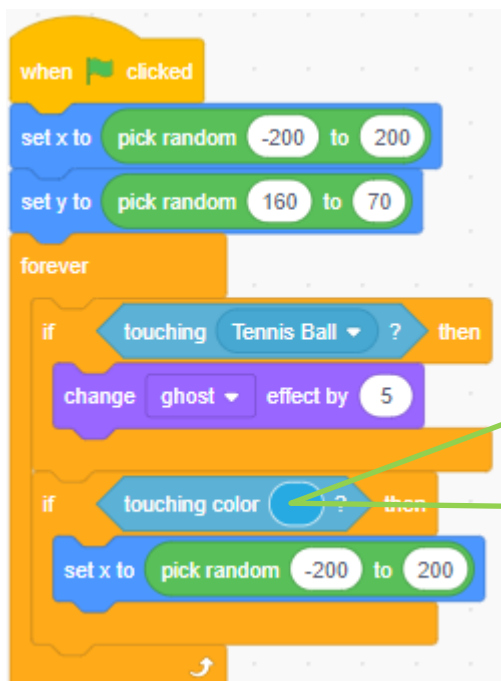 when clicked
set x to pick random -200 to 200
set y to pick random 160 to 70
forever
if touching Tennis Ball ? then
change ghost effect by 5
if touching color ? then
set x to pick random -200 to 200